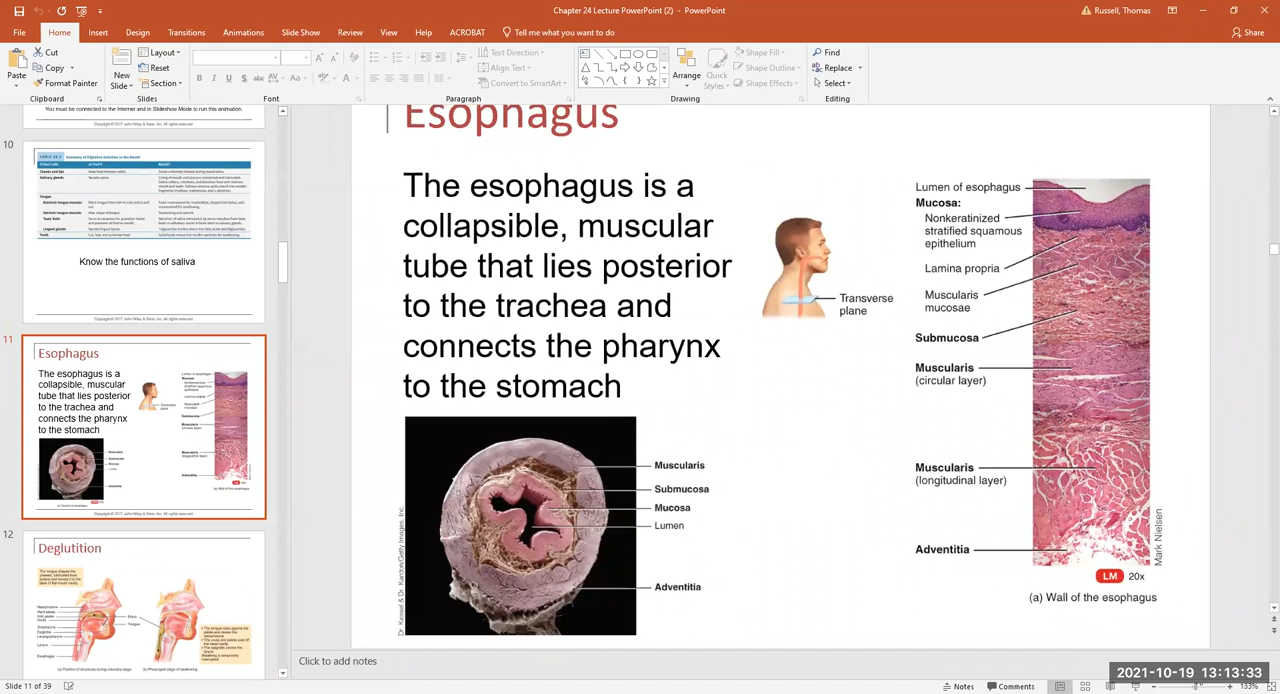 Chapter 24 Lecture PowerPoint (2) - PowerPoint
Russell, Thomas
File Home Insert Design Transitions Animations Slide Show Review View Help ACROBAT Tell me what you want to do
Share
Paste
Cut
Copy
Format Painter
Clipboard
New
Slide
Layout
Reset
Section
Slides
Font
Text Direction
Align Text
Convert to SmartArt
Paragraph
Arrange
Quick
Styles
Shape Fill
Shape Outline
Shape Effects
Drawing
Find
Replace
Select
Editing
You must be connected to the Internet and in Slideshow Mode to run this animation.
10
Know the functions of saliva
11
Esophagus
The esophagus is a
collapsible, muscular
tube that lies posterior
to the trachea and
connects the pharynx
to the stomach
12
Deglutition
Esophagus
The esophagus is a
collapsible, muscular
tube that lies posterior
to the trachea and
connects the pharynx
to the stomach
Transverse
plane
Lumen of esophagus
Mucosa:
Nonkeratinized
stratified squamous
epithelium
Lamina propria
Muscularis
mucosae
Submucosa
Muscularis
(circular layer)
Muscularis
(longitudinal layer)
Adventitia
Mark Nielsen
LM 20x
(a) Wall of the esophagus
Muscularis
Submucosa
Mucosa
Lumen
Adventitia
Dr. Kessel & Dr. Kardon/Getty Images, Inc.
Click to add notes
2021-10-19 13:13:33
Slide 11 of 39
Notes
Comments
133%